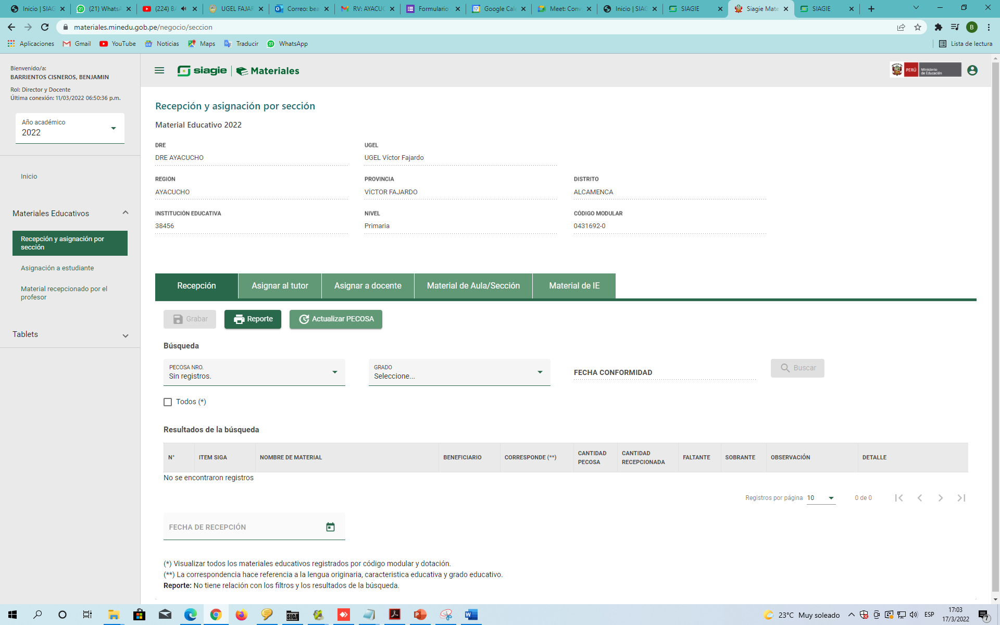 Inicio | SIAG
(21) WhatsA
(224) BA
UGEL FAJAR
Correo: bea
RV: AYACUC
Formulario
Google Cal
Meet: Conv
Inicio | SIAG
SIAGIE
Siagie Mate
SIAGIE
materiales.minedu.gob.pe/negocio/seccion
B
Aplicaciones
Gmail
YouTube
Noticias
Maps
Traducir
WhatsApp
Lista de lectura
Bienvenido/a:
BARRIENTOS CISNEROS, BENJAMIN
Rol: Director y Docente
Última conexión: 11/03/2022 06:50:36 p.m.
Año académico
2022
Inicio
Materiales Educativos
Recepción y asignación por
sección
Asignación a estudiante
Material recepcionado por el
profesor
Tablets
siagie | Materiales
PERÚ Ministerio
de Educación
Recepción y asignación por sección
Material Educativo 2022
DRE
DRE AYACUCHO
UGEL
UGEL Víctor Fajardo
REGIÓN
AYACUCHO
PROVINCIA
VÍCTOR FAJARDO
DISTRITO
ALCAMENCA
INSTITUCIÓN EDUCATIVA
38456
NIVEL
Primaria
CÓDIGO MODULAR
0431692-0
Recepción
Asignar al tutor
Asignar a docente
Material de Aula/Sección
Material de IE
Grabar
Reporte
Actualizar PECOSA
Búsqueda
PECOSA NRO.
Sin registros.
GRADO
Seleccione...
FECHA CONFORMIDAD
Buscar
Todos (*)
Resultados de la búsqueda
N°
ITEM SIGA
NOMBRE DE MATERIAL
BENEFICIARIO
CORRESPONDE (**)
CANTIDAD
PECOSA
CANTIDAD
RECEPCIONADA
FALTANTE
SOBRANTE
OBSERVACIÓN
DETALLE
No se encontraron registros
Registros por página 10
0 de 0
FECHA DE RECEPCIÓN
(*) Visualizar todos los materiales educativos registrados por código modular y dotación.
(**) La correspondencia hace referencia a la lengua originaria, caracteristica educativa y grado educativo.
Reporte: No tiene relación con los filtros y los resultados de la búsqueda.
SIGA
23°C Muy soleado
ESP
17:03
17/3/2022
7